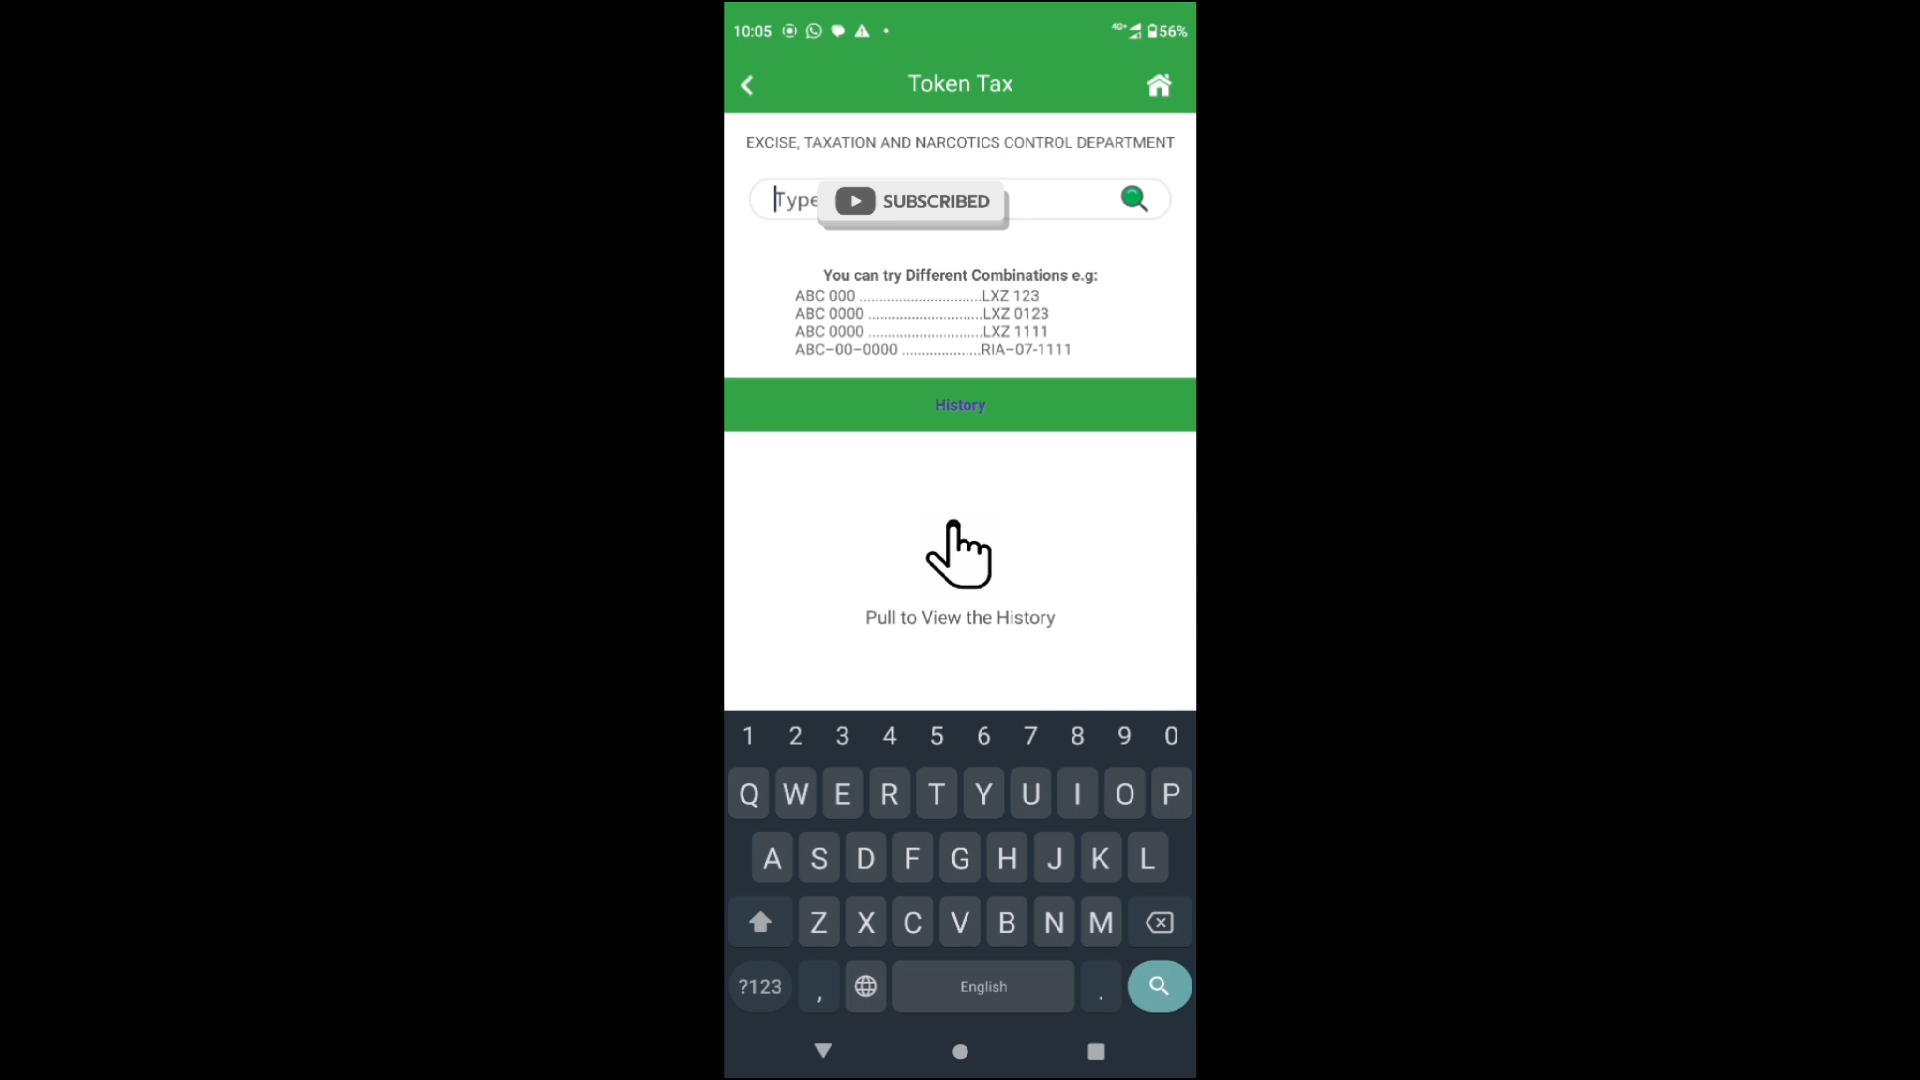 10:05 4G+ 56%
Token Tax
EXCISE, TAXATION AND NARCOTICS CONTROL DEPARTMENT
Type SUBSCRIBED
You can try Different Combinations e.g:
ABC 000 ...............................LXZ 123
ABC 0000 .............................LXZ 0123
ABC 0000 .............................LXZ 1111
ABC–00–0000 ....................RIA–07-1111
History
Pull to View the History
1 2 3 4 5 6 7 8 9 0
Q W E R T Y U I O P
A S D F G H J K L
Z X C V B N M
?123 , English .